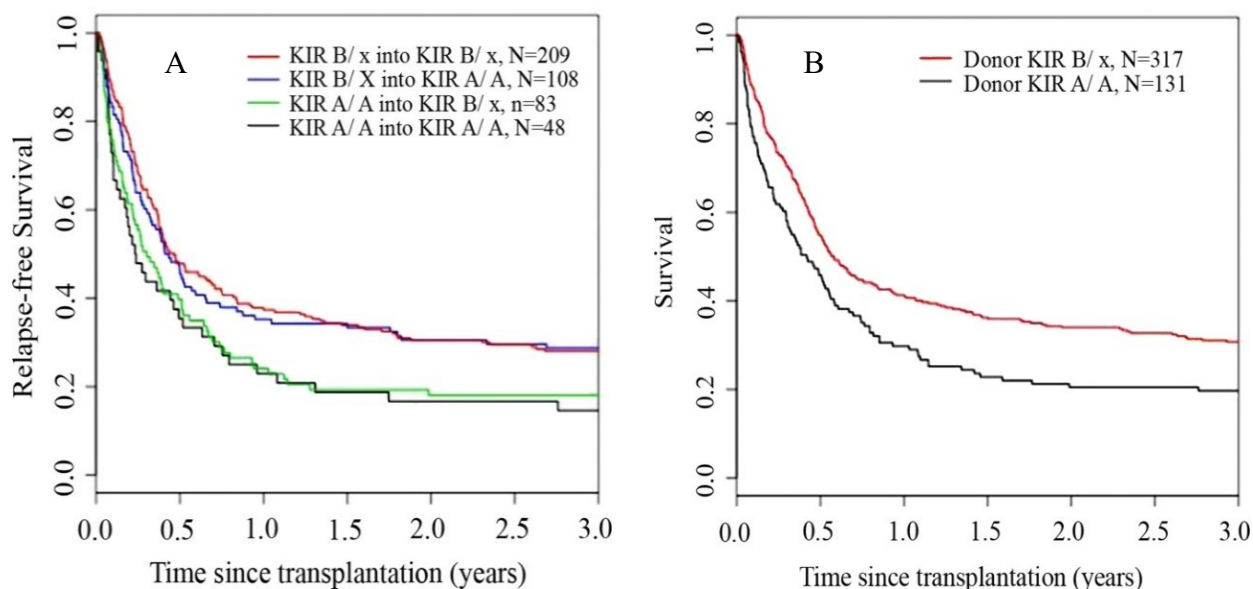 A
KIR B/ x into KIR B/ x, N=209
KIR B/ X into KIR A/ A, N=108
KIR A/ A into KIR B/ x, n=83
KIR A/ A into KIR A/ A, N=48
Relapse-free Survival
1.0
0.8
0.6
0.4
0.2
0.0
0.0 0.5 1.0 1.5 2.0 2.5 3.0
Time since transplantation (years)
B
Donor KIR B/ x, N=317
Donor KIR A/ A, N=131
Survival
1.0
0.8
0.6
0.4
0.2
0.0
0.0 0.5 1.0 1.5 2.0 2.5 3.0
Time since transplantation (years)